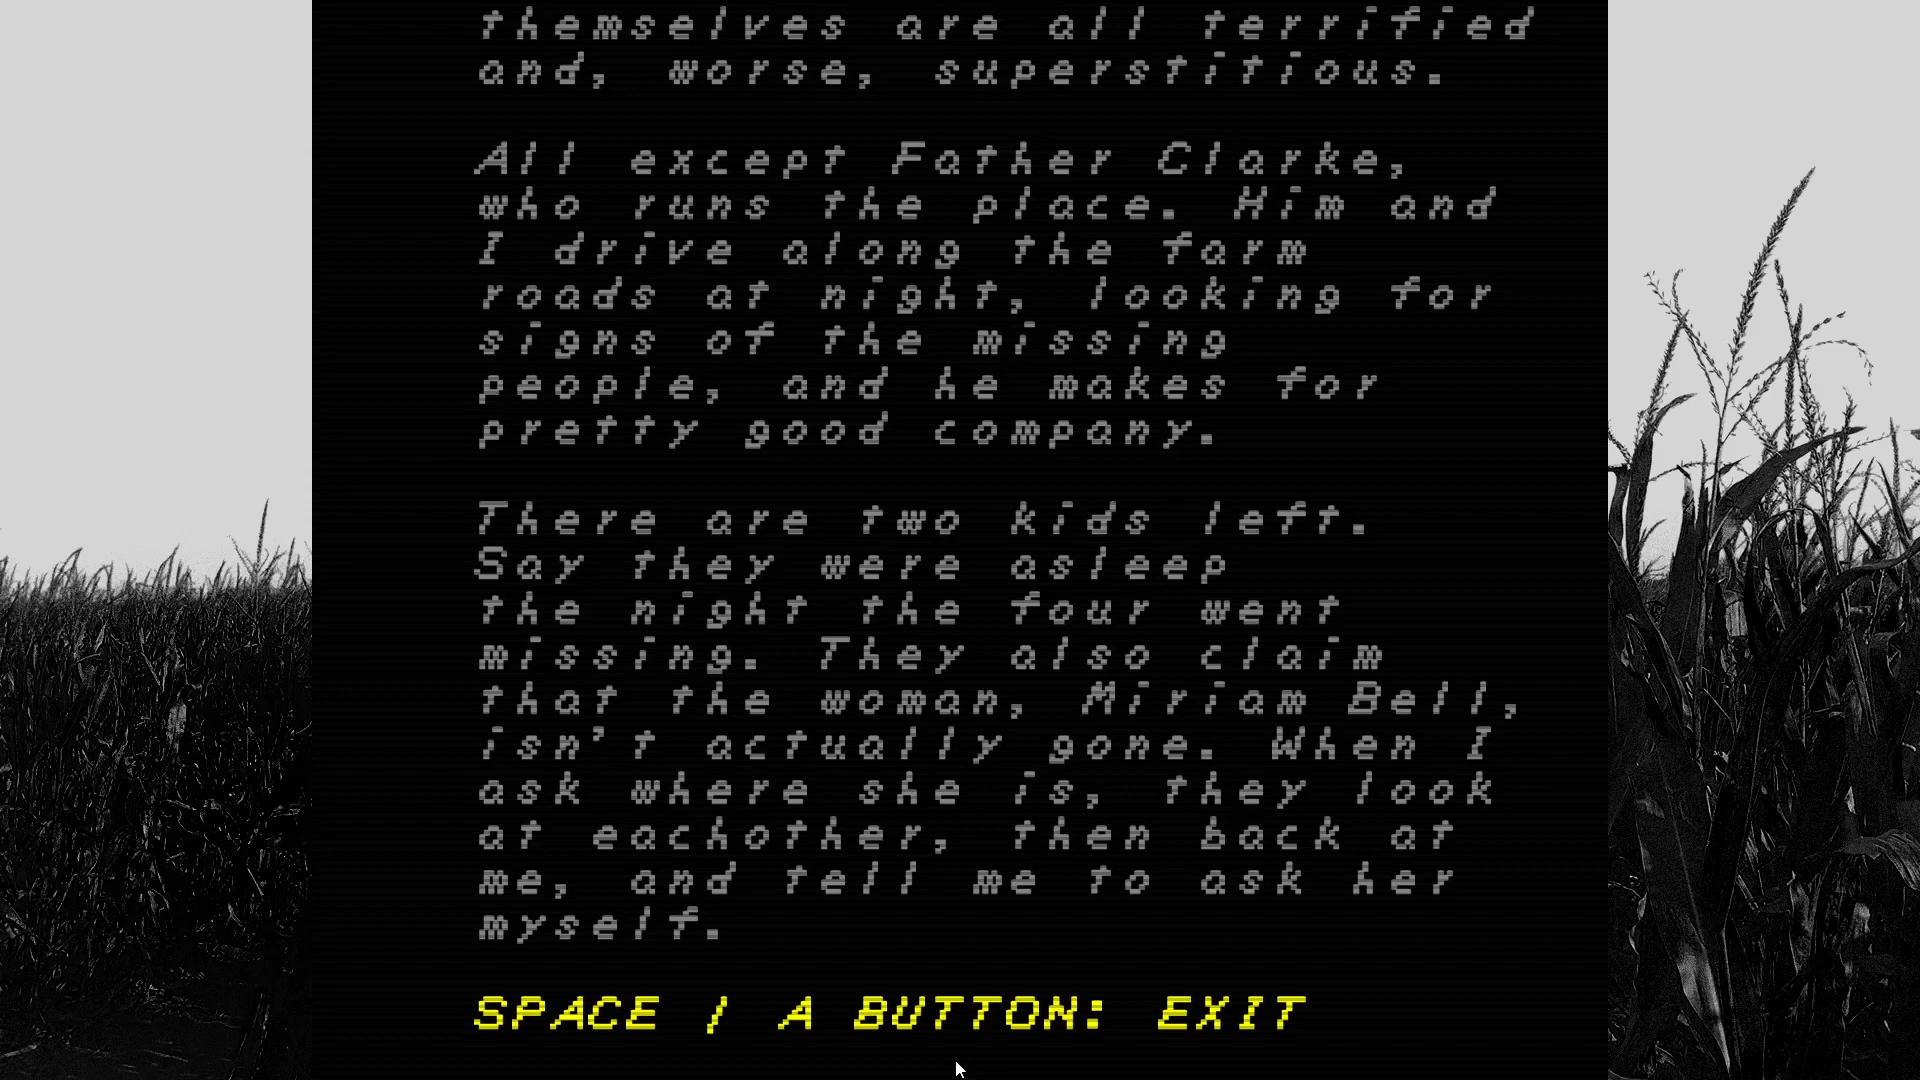 themselves are all terrified
and, worse, superstitious.
All except Father Clarke,
who runs the place. Him and
I drive along the farm
roads at night, looking for
signs of the missing
people, and he makes for
pretty good company.
There are two kids left.
Say they were asleep
the night the four went
missing. They also claim
that the woman, Miriam Bell,
isn't actually gone. When I
ask where she is, they look
at eachother, then back at
me, and tell me to ask her
myself.
SPACE / A BUTTON: EXIT